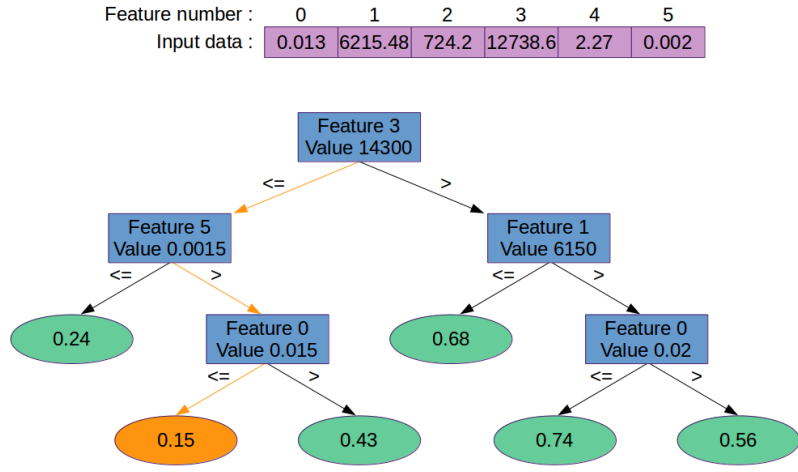 Feature number : 0 1 2 3 4 5
Input data : 0.013 6215.48 724.2 12738.6 2.27 0.002
Feature 3
Value 14300
<= >
Feature 5
Value 0.0015
Feature 1
Value 6150
<= > <= >
0.24
Feature 0
Value 0.015
0.68
Feature 0
Value 0.02
<= > <= >
0.15 0.43 0.74 0.56